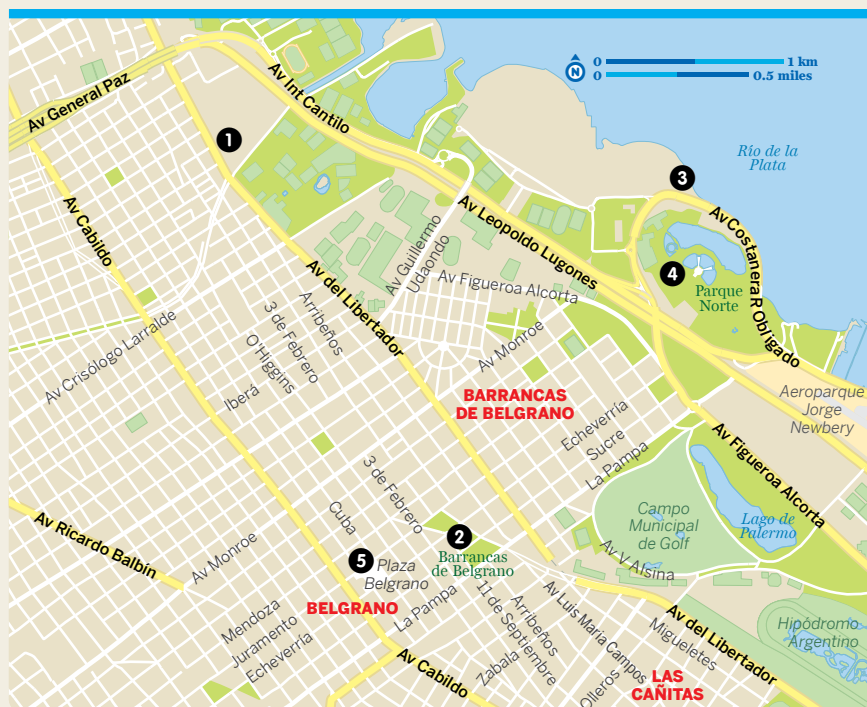 0 1 km
N
0 0.5 miles
Av General Paz
Av Int Cantilo
1
Río de la
Plata
3
Av Cabildo
Av Leopoldo Lugones
Av Costanera R Obligado
Av Guillermo
Udaondo
4
Parque
Norte
Av del Libertador
Av Figueroa Alcorta
Arribeños
3 de Febrero
O'Higgins
Av Crisólogo Larralde
Iberá
Av Monroe
BARRANCAS
DE BELGRANO
Aeroparque
Jorge
Newbery
Echeverría
Sucre
La Pampa
Av Figueroa Alcorta
3 de Febrero
Cuba
Campo
Municipal
de Golf
Lago de
Palermo
Av Ricardo Balbín
Av Monroe
2
Barrancas
de Belgrano
5
Plaza
Belgrano
Av V Alsina
BELGRANO
La Pampa
11 de Septiembre
Arribeños
Av Luis María Campos
Migueletes
Av del Libertador
Hipódromo
Argentino
Mendoza
Juramento
Echeverría
Av Cabildo
Zabala
Olleros
LAS
CAÑITAS